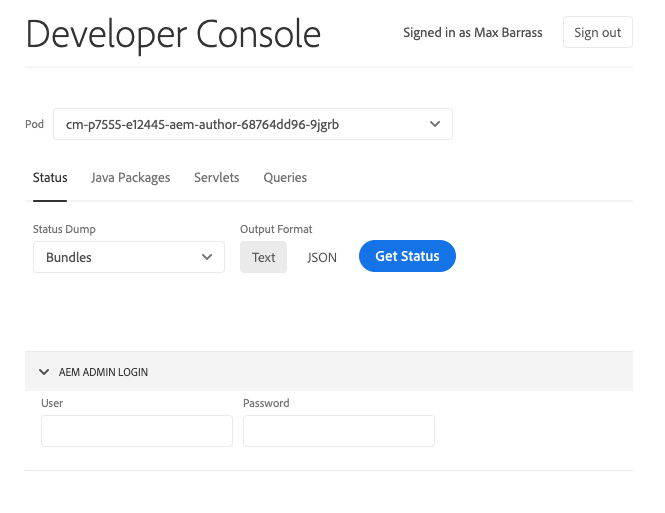 Developer Console
Signed in as Max Barrass
Sign out
Pod
cm-p7555-e12445-aem-author-68764dd96-9jgrb
Status
Java Packages
Servlets
Queries
Status Dump
Output Format
Bundles
Text
JSON
Get Status
AEM ADMIN LOGIN
User
Password